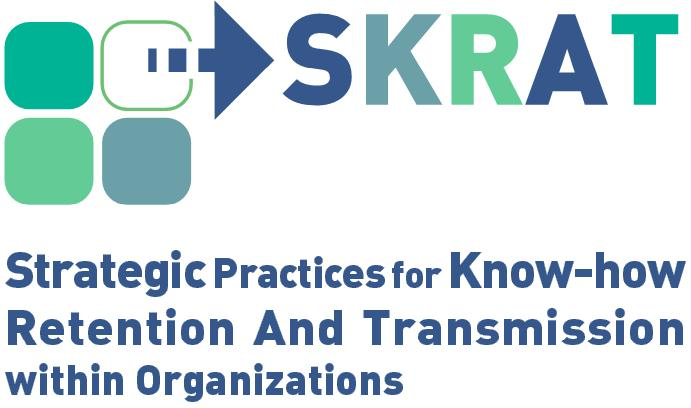 SKRAT
Strategic Practices for Know-how
Retention And Transmission
within Organizations